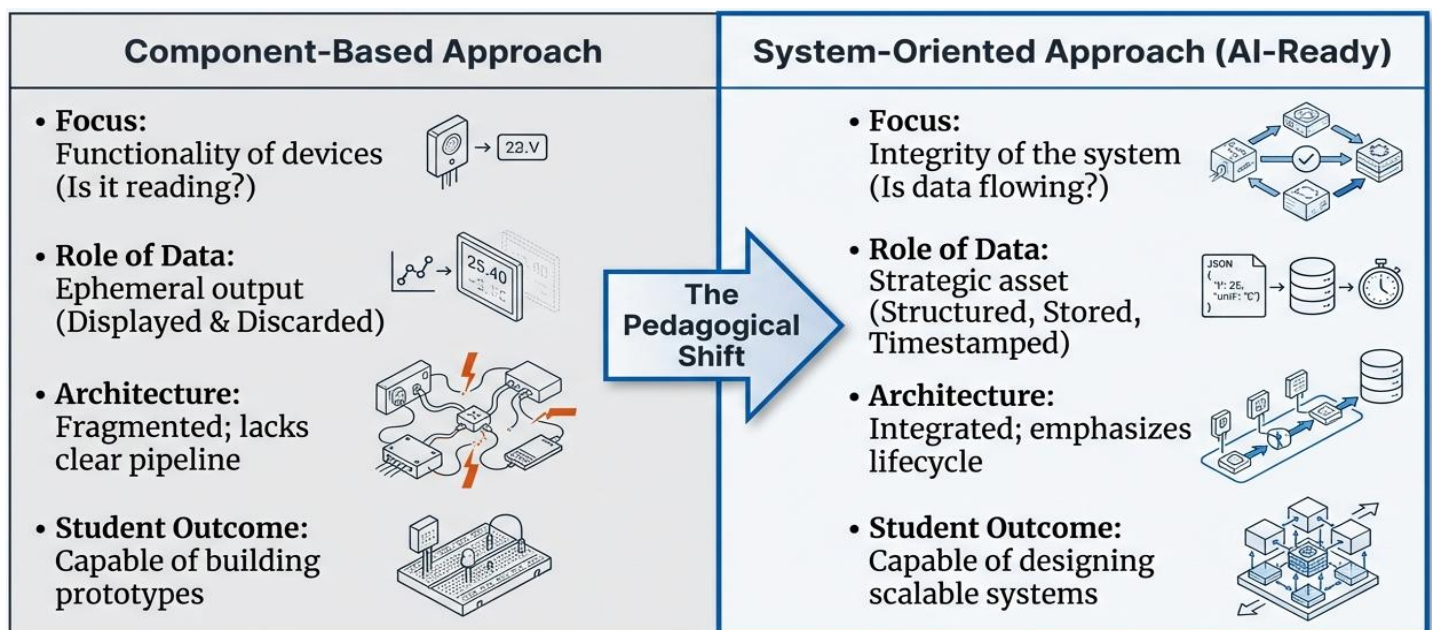 Component-Based Approach
• Focus:
Functionality of devices
(Is it reading?)
• Role of Data:
Ephemeral output
(Displayed & Discarded)
25.40
• Architecture:
Fragmented; lacks
clear pipeline
• Student Outcome:
Capable of building
prototypes
The
Pedagogical
Shift
System-Oriented Approach (AI-Ready)
• Focus:
Integrity of the system
(Is data flowing?)
• Role of Data:
Strategic asset
(Structured, Stored,
Timestamped)
JSON
{
}
• Architecture:
Integrated; emphasizes
lifecycle
• Student Outcome:
Capable of designing
scalable systems